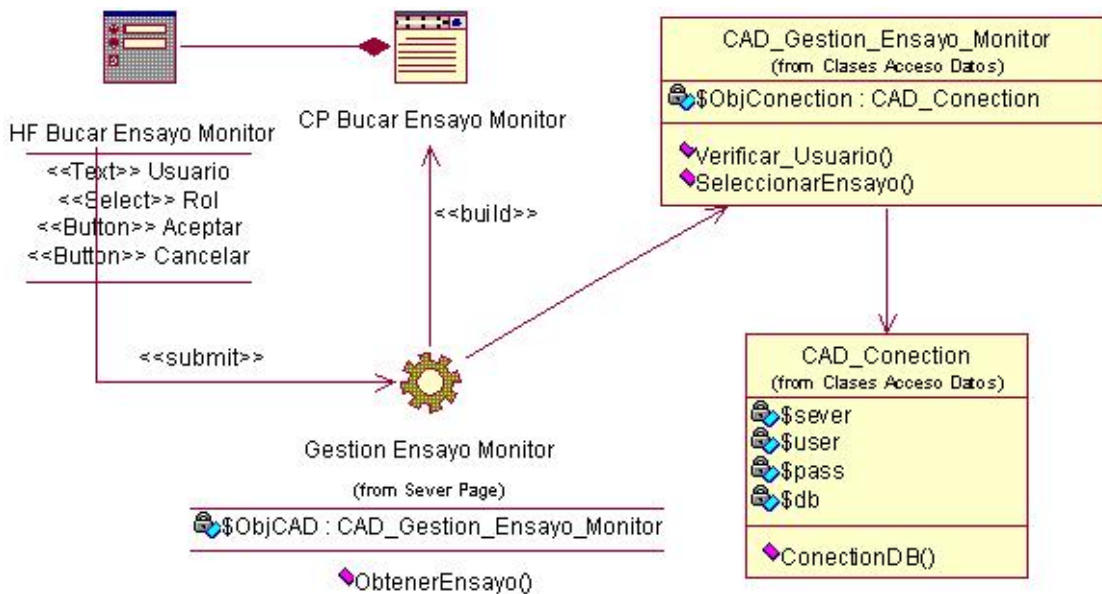 HF Bucar Ensayo Monitor
<<Text>> Usuario
<<Select>> Rol
<<Button>> Aceptar
<<Button>> Cancelar
CP Bucar Ensayo Monitor
<<build>>
<<submit>>
Gestion Ensayo Monitor
(from Sever Page)
$ObjCAD : CAD_Gestion_Ensayo_Monitor
ObtenerEnsayo()
CAD_Gestion_Ensayo_Monitor
(from Clases Acceso Datos)
$ObjConection : CAD_Conection
Verificar_Usuario()
SeleccionarEnsayo()
CAD_Conection
(from Clases Acceso Datos)
$sever
$user
$pass
$db
ConectionDB()